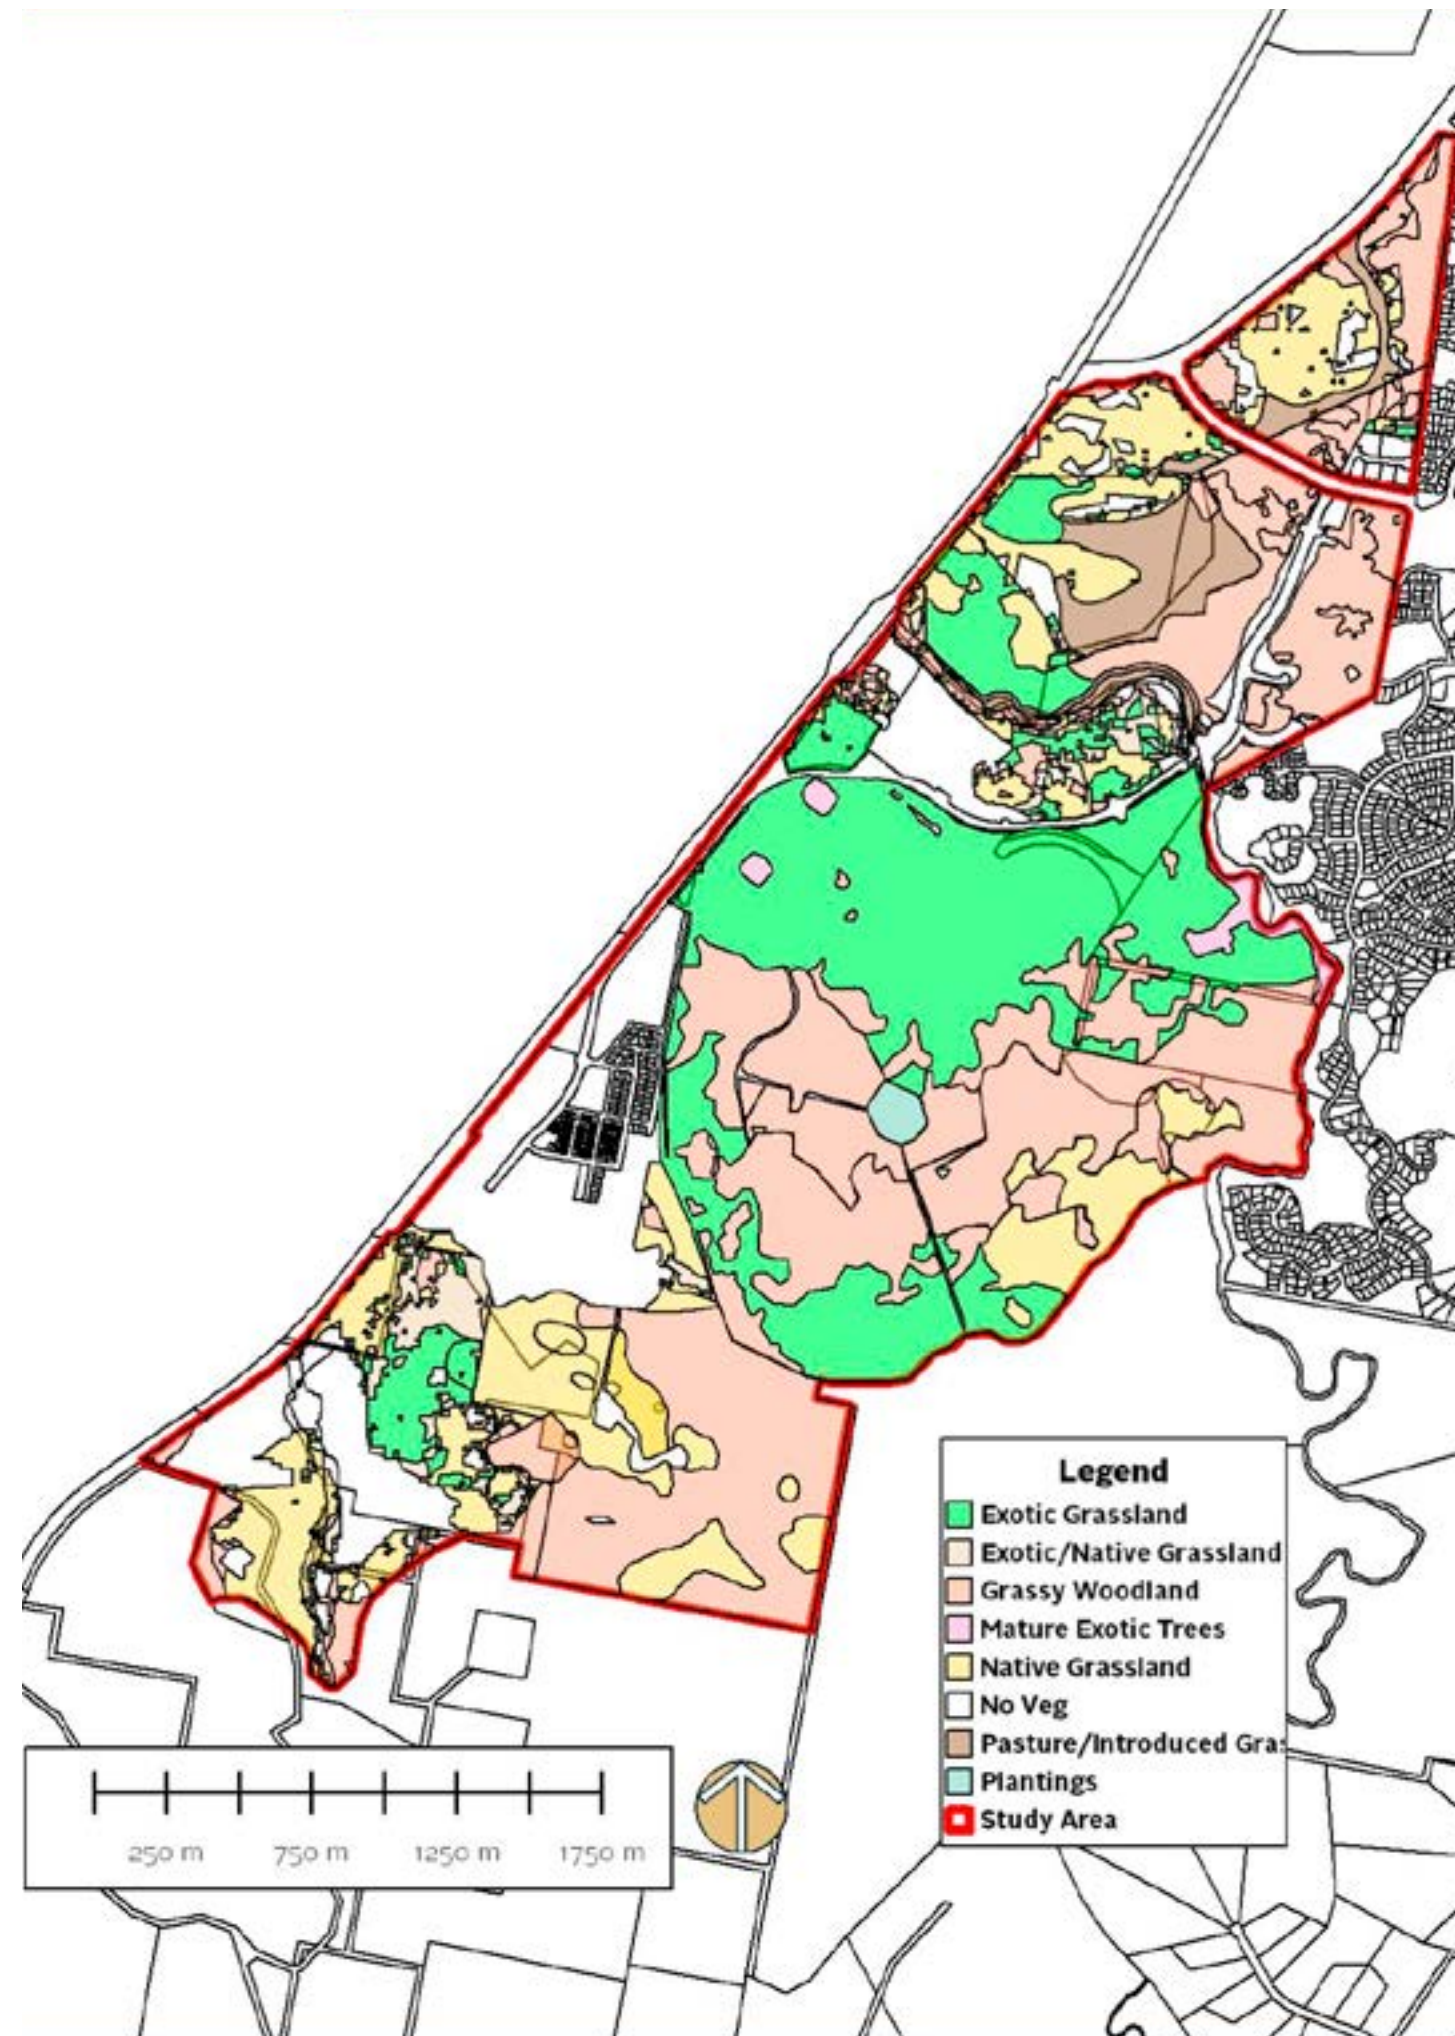 Legend
Exotic Grassland
Exotic/Native Grassland
Grassy Woodland
Mature Exotic Trees
Native Grassland
No Veg
Pasture/Introduced Gras
Plantings
Study Area
250 m 750 m 1250 m 1750 m